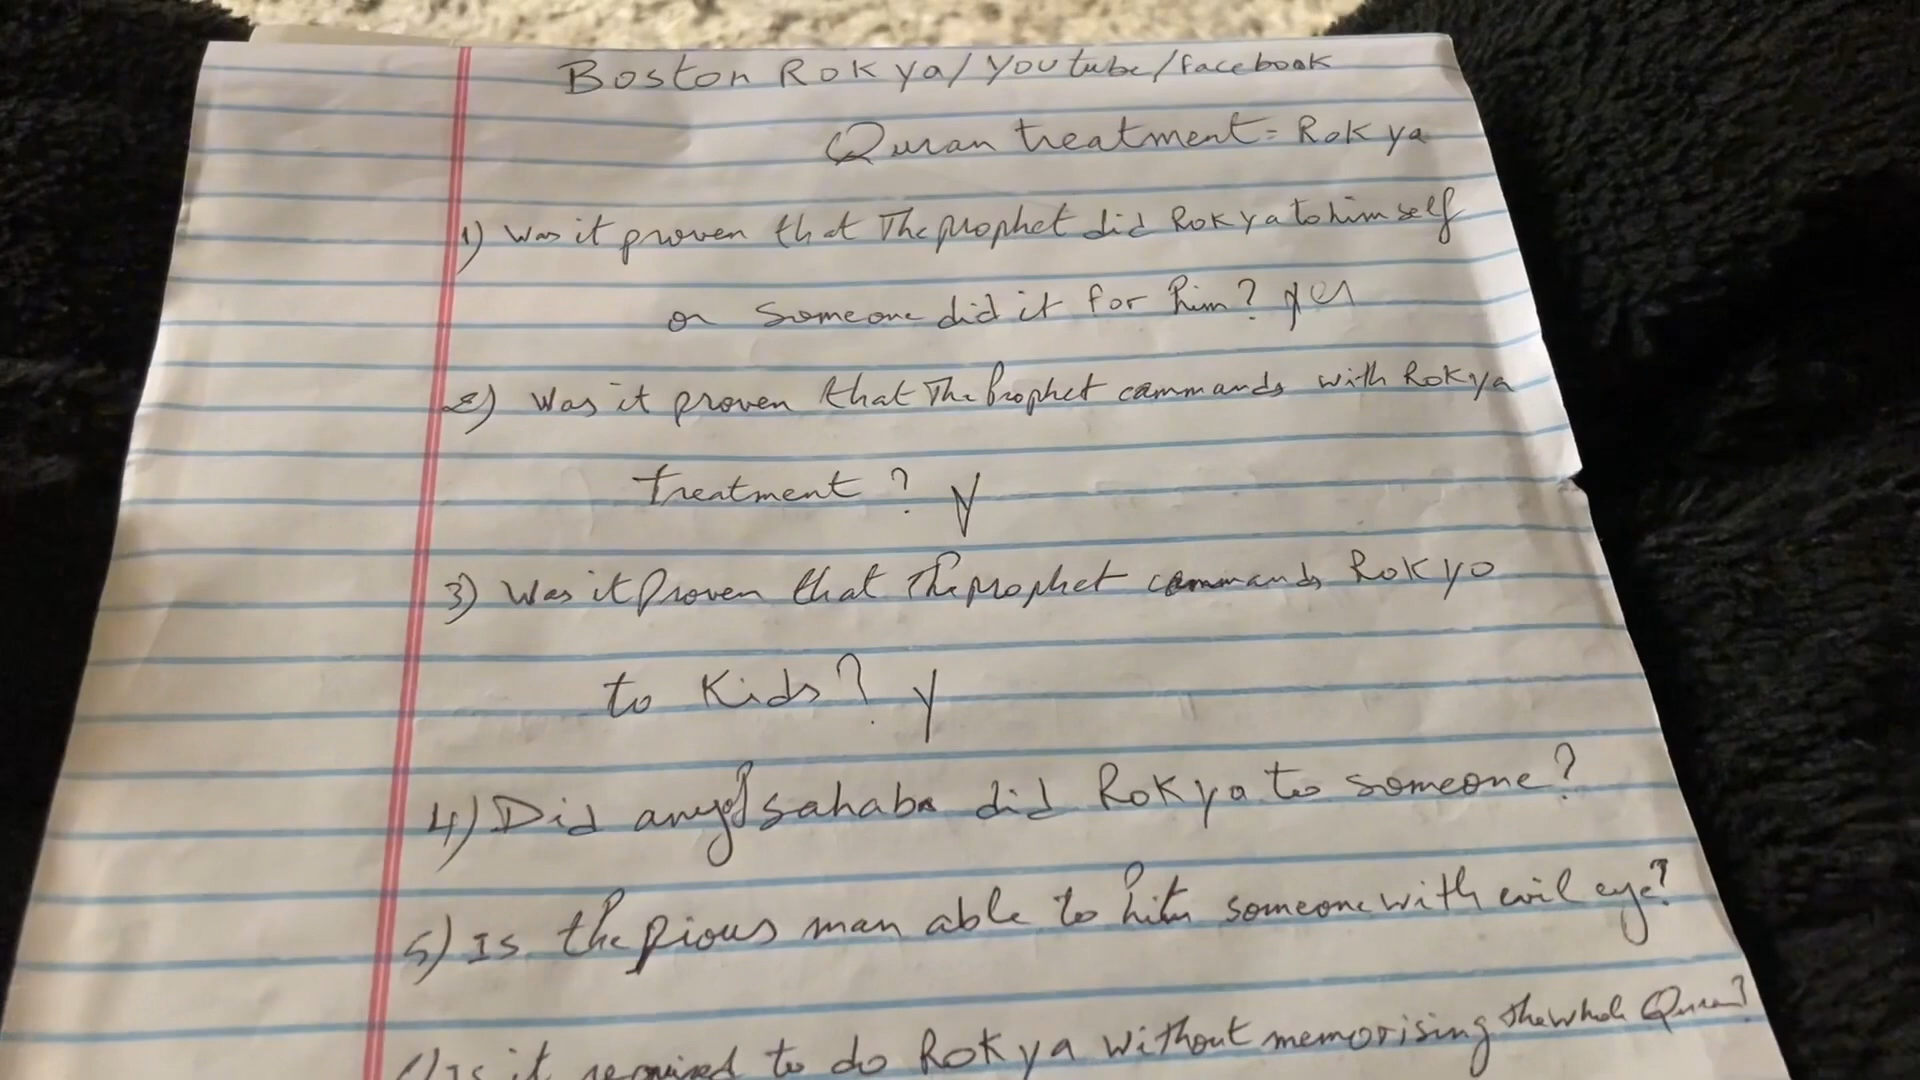 Boston Rokya/Youtube/facebook
Quran treatment = Rokya
1) Was it proven that The prophet did Rokya to himself
or someone did it for him? yes
2) Was it proven that The Prophet commands with Rokya
treatment? y
3) Was it Proven that The prophet commands Rokyo
to Kids? y
4) Did any of sahaba did Rokya to someone?
5) Is the pious man able to hit someone with evil eye?
Is it required to do Rokya without memorising the whole Quran?